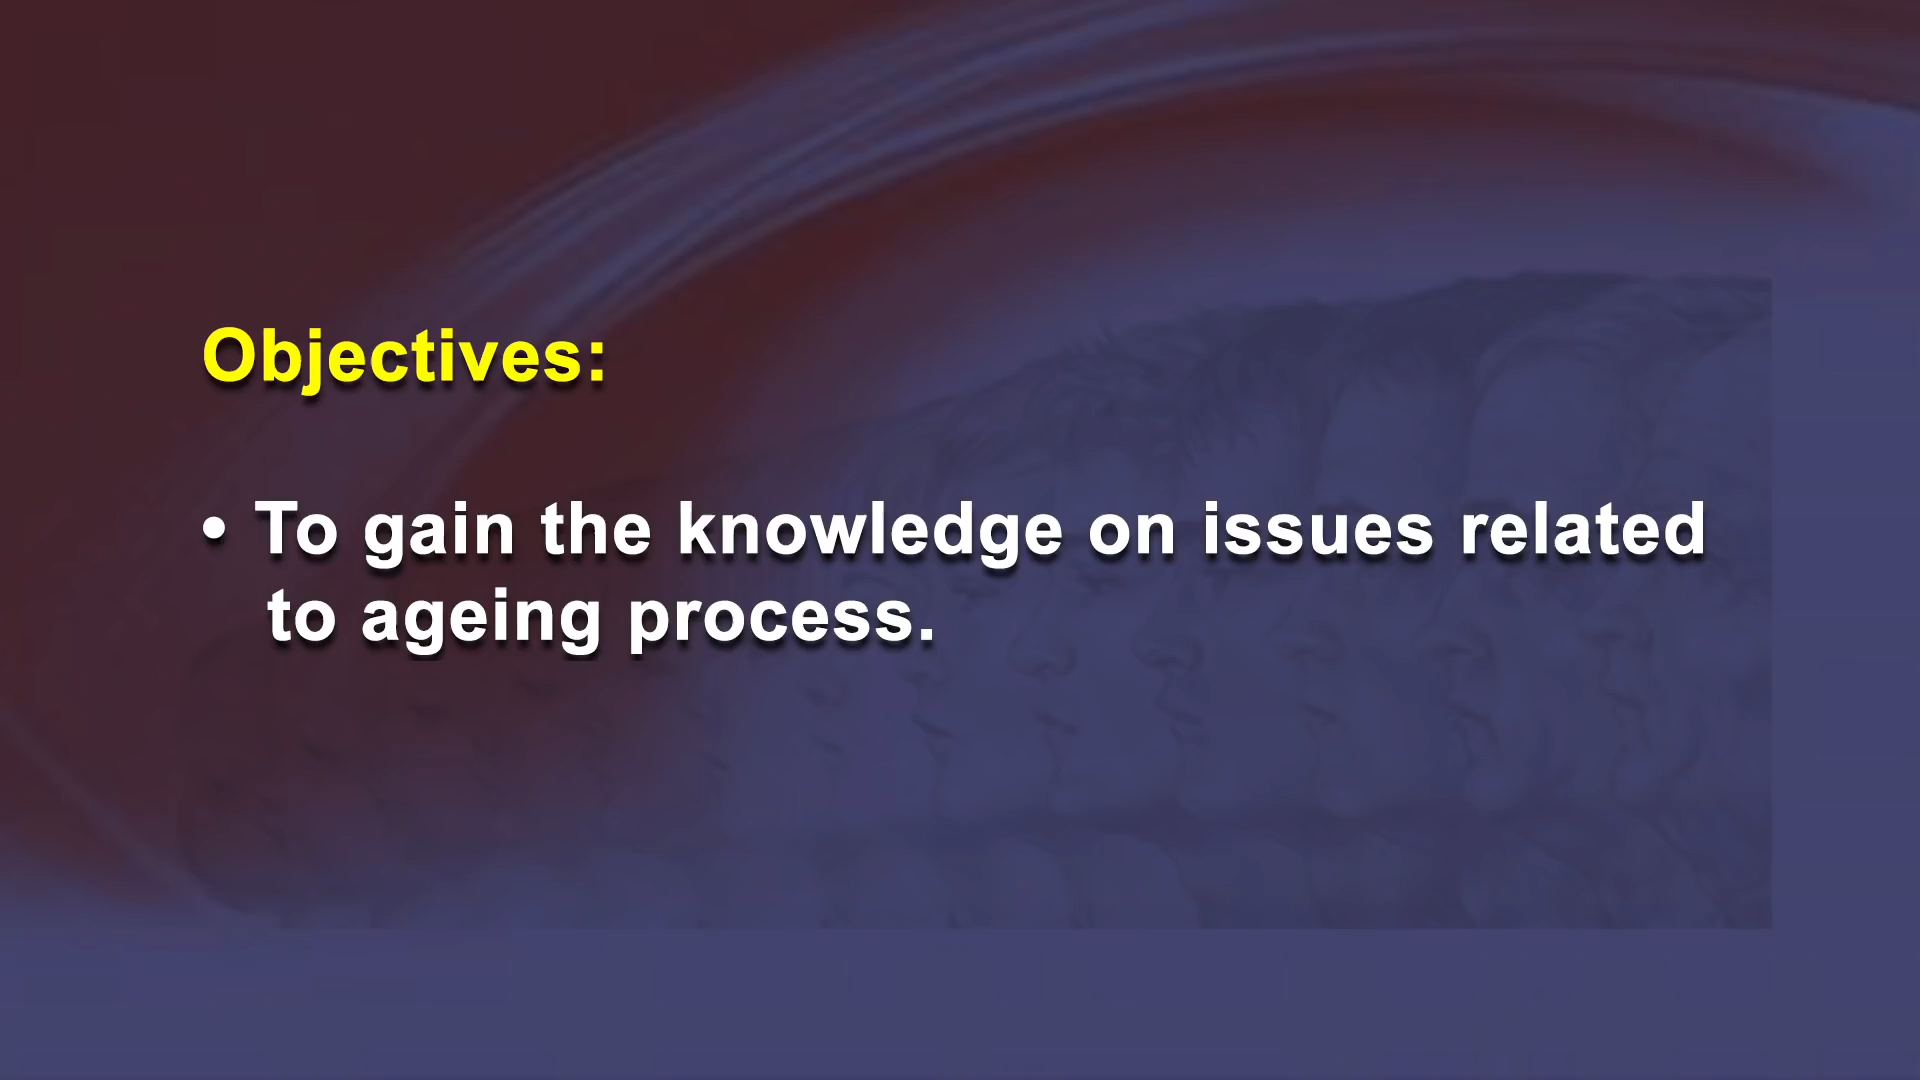 Objectives:
• To gain the knowledge on issues related
to ageing process.